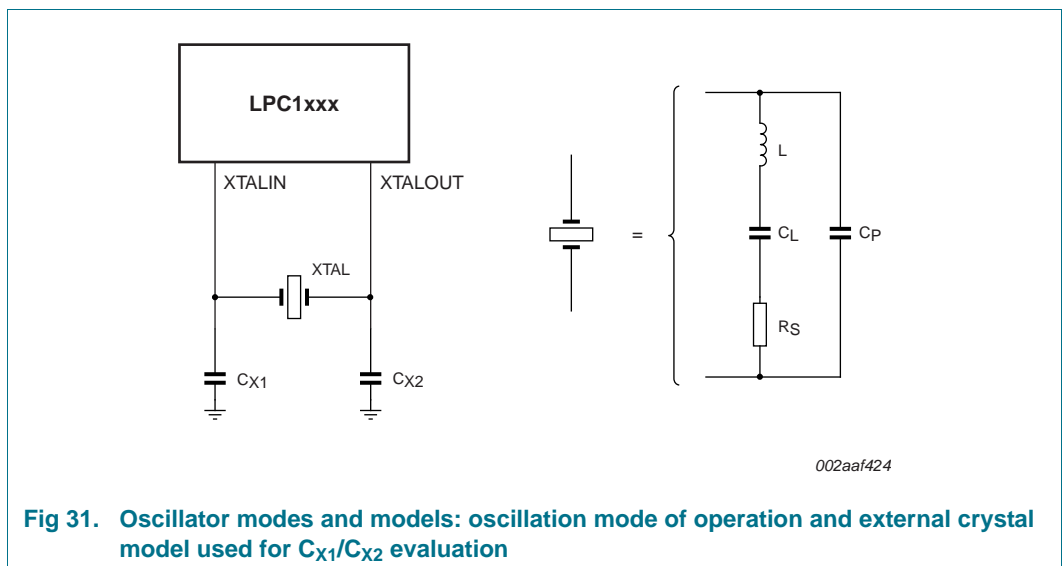 LPC1xxx
XTALIN XTALOUT
XTAL
CX1 CX2
=
L
CL CP
RS
002aaf424
Fig 31. Oscillator modes and models: oscillation mode of operation and external crystal
model used for CX1/CX2 evaluation